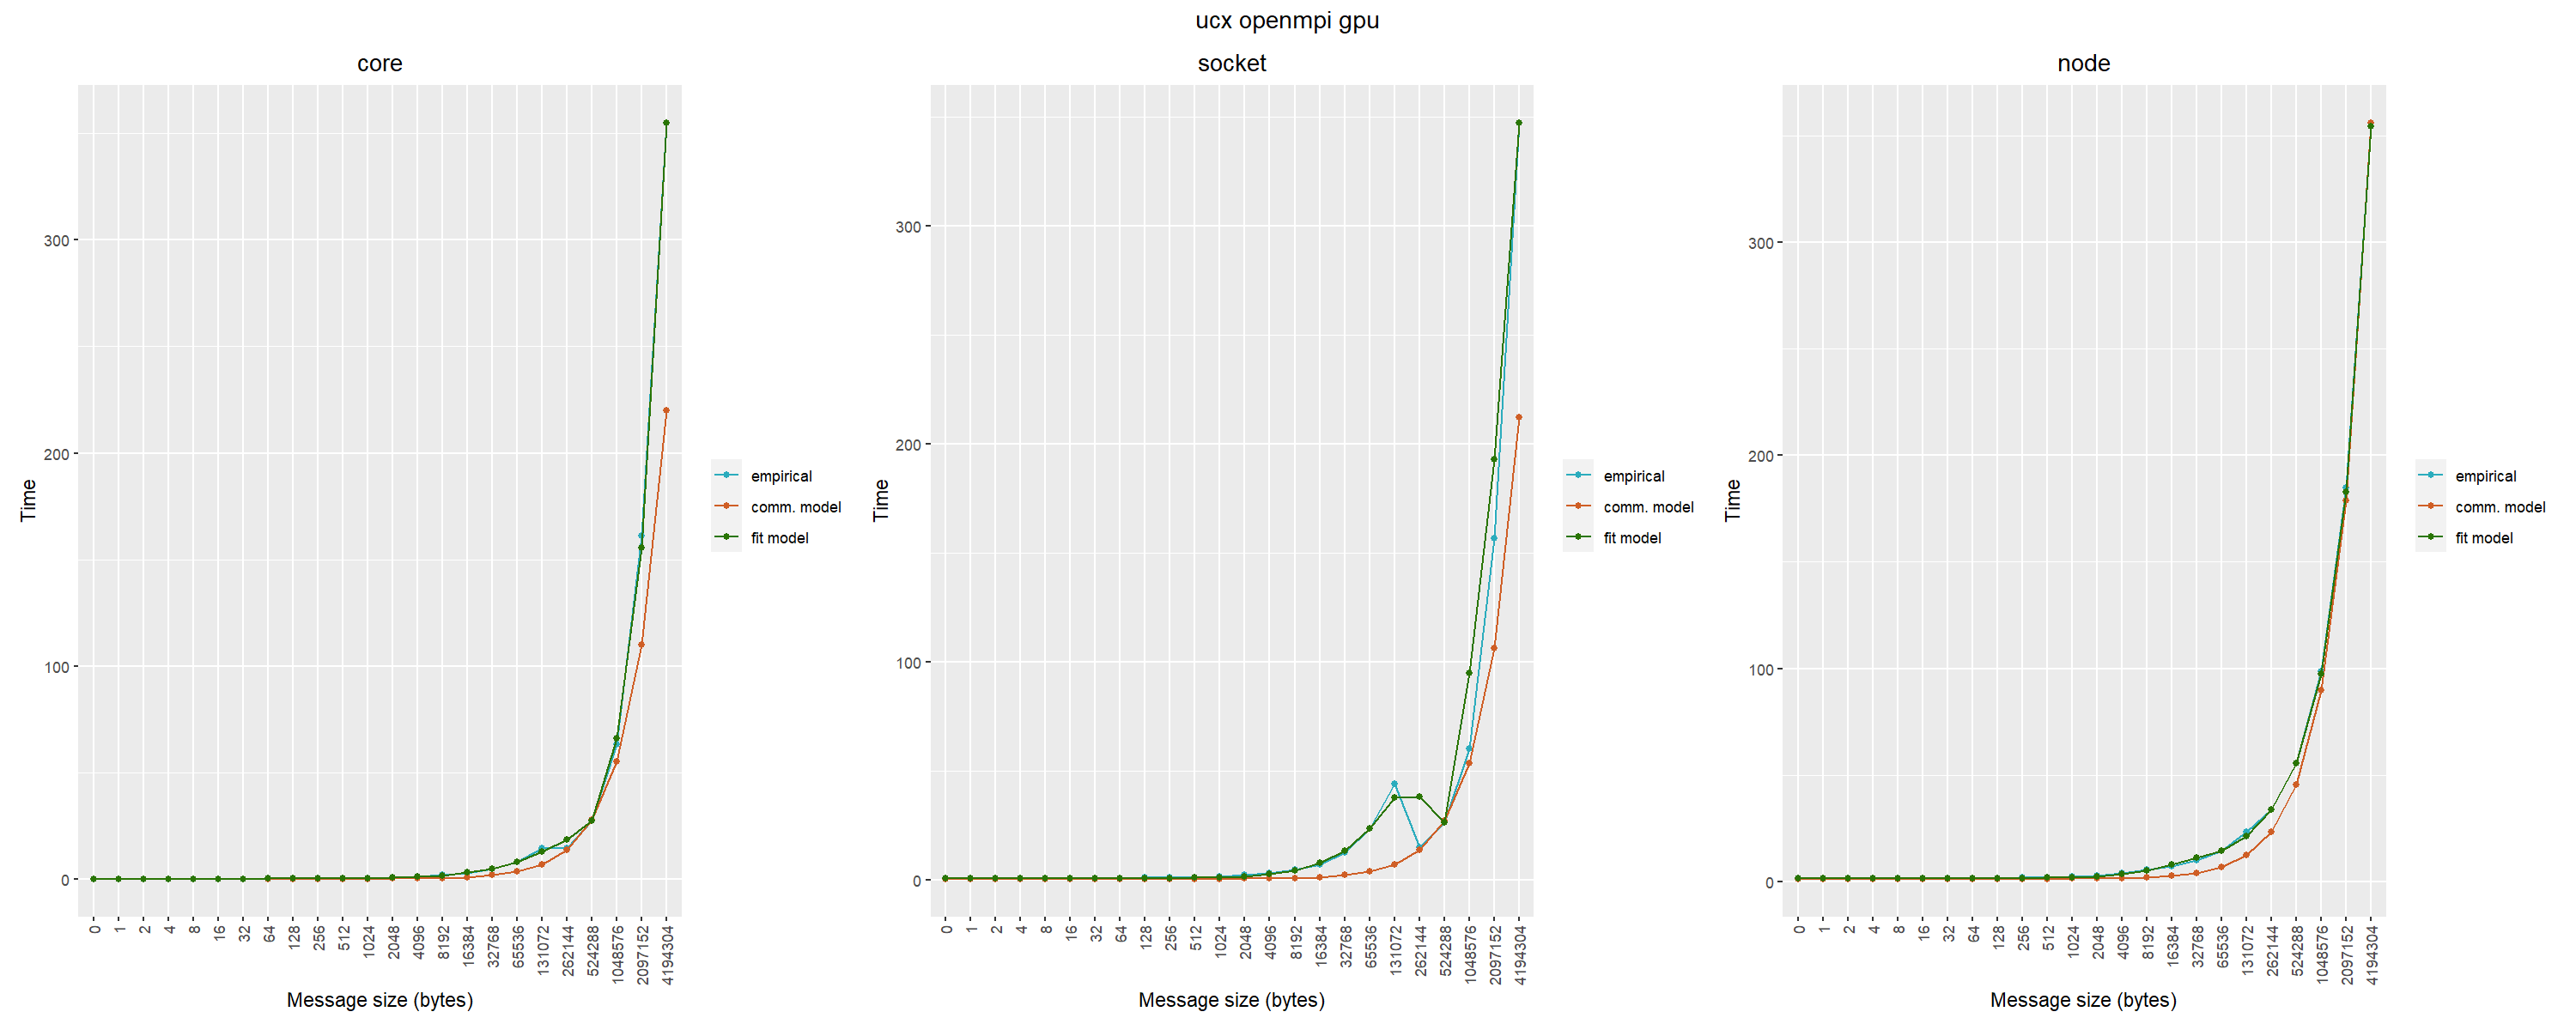 ucx openmpi gpu
core
Time
300
200
100
0
0 1 2 4 8 16 32 64 128 256 512 1024 2048 4096 8192 16384 32768 65536 131072 262144 524288 1048576 2097152 4194304
Message size (bytes)
empirical
comm. model
fit model
socket
Time
300
200
100
0
0 1 2 4 8 16 32 64 128 256 512 1024 2048 4096 8192 16384 32768 65536 131072 262144 524288 1048576 2097152 4194304
Message size (bytes)
empirical
comm. model
fit model
node
Time
300
200
100
0
0 1 2 4 8 16 32 64 128 256 512 1024 2048 4096 8192 16384 32768 65536 131072 262144 524288 1048576 2097152 4194304
Message size (bytes)
empirical
comm. model
fit model